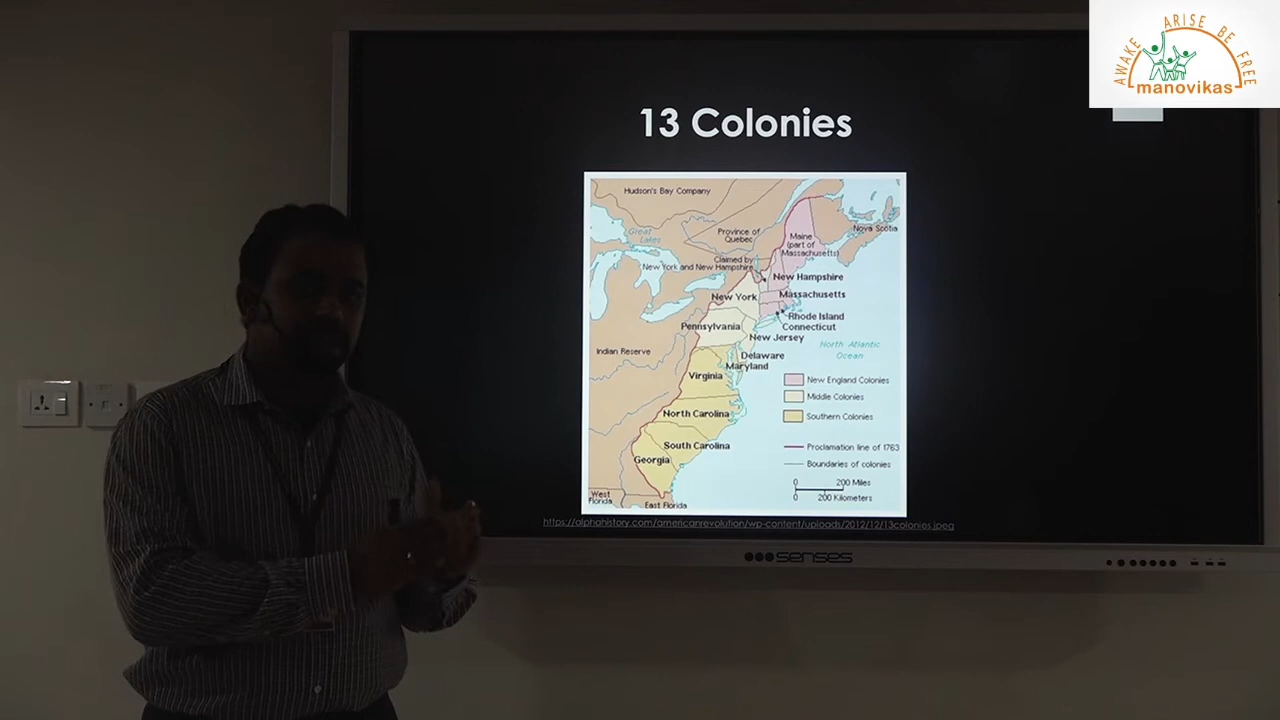 AWAKE ARISE BE FREE
manovikas
13 Colonies
Hudson's Bay Company
Great
Lakes
Province of
Quebec
Nova Scotia
Maine
(part of
Massachusetts)
Claimed by
New York and New Hampshire
New Hampshire
New York
Massachusetts
Rhode Island
Connecticut
Pennsylvania
New Jersey
North Atlantic
Ocean
Indian Reserve
Delaware
Maryland
Virginia
New England Colonies
Middle Colonies
North Carolina
Southern Colonies
South Carolina
Proclamation line of 1763
Georgia
Boundaries of colonies
0 200 Miles
0 200 Kilometers
West
Florida
East Florida
https://alphahistory.com/americanrevolution/wp-content/uploads/2012/12/13colonies.jpeg
senses